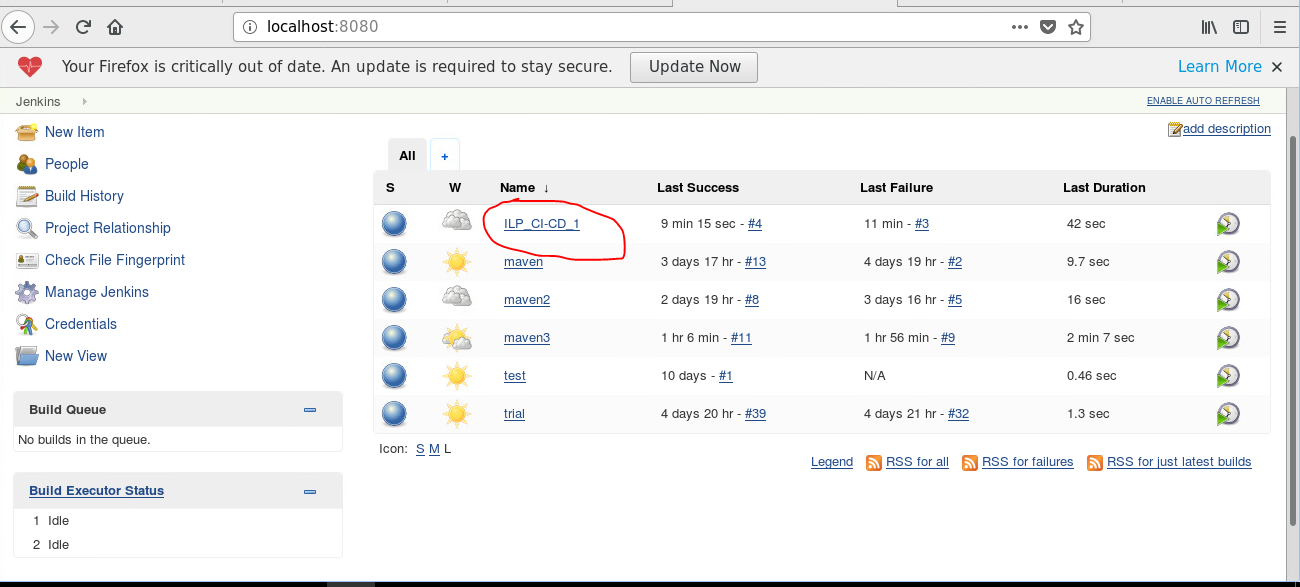 localhost:8080
Your Firefox is critically out of date. An update is required to stay secure. Update Now Learn More
Jenkins
ENABLE AUTO REFRESH
New Item
People
Build History
Project Relationship
Check File Fingerprint
Manage Jenkins
Credentials
New View
Build Queue
No builds in the queue.
Build Executor Status
1 Idle
2 Idle
add description
All +
S W Name ↓ Last Success Last Failure Last Duration
ILP_CI-CD_1 9 min 15 sec - #4 11 min - #3 42 sec
maven 3 days 17 hr - #13 4 days 19 hr - #2 9.7 sec
maven2 2 days 19 hr - #8 3 days 16 hr - #5 16 sec
maven3 1 hr 6 min - #11 1 hr 56 min - #9 2 min 7 sec
test 10 days - #1 N/A 0.46 sec
trial 4 days 20 hr - #39 4 days 21 hr - #32 1.3 sec
Icon: S M L
Legend RSS for all RSS for failures RSS for just latest builds